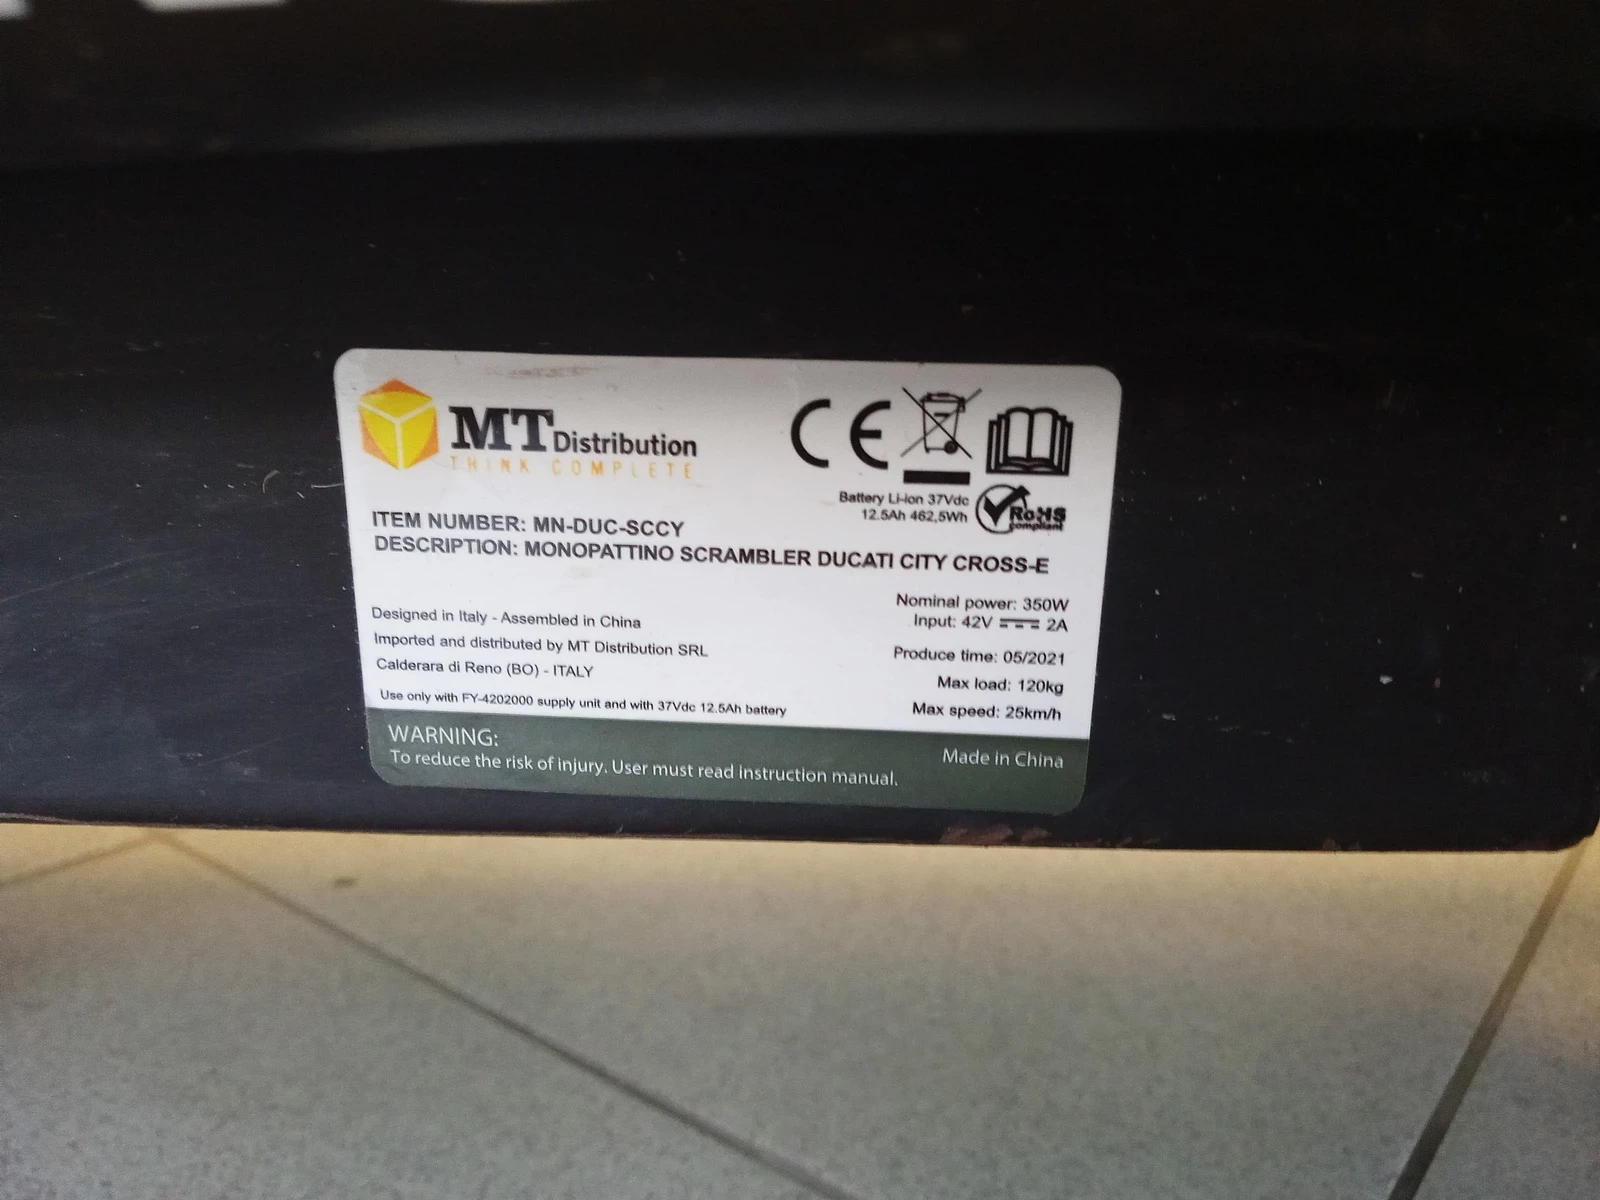 MT Distribution
THINK COMPLETE
CE
Battery Li-ion 37Vdc
12.5Ah 462,5Wh
RoHS
compliant
ITEM NUMBER: MN-DUC-SCCY
DESCRIPTION: MONOPATTINO SCRAMBLER DUCATI CITY CROSS-E
Designed in Italy - Assembled in China
Imported and distributed by MT Distribution SRL
Calderara di Reno (BO) - ITALY
Use only with FY-4202000 supply unit and with 37Vdc 12.5Ah battery
Nominal power: 350W
Input: 42V ⎓ 2A
Produce time: 05/2021
Max load: 120kg
Max speed: 25km/h
WARNING:
To reduce the risk of injury. User must read instruction manual.
Made in China